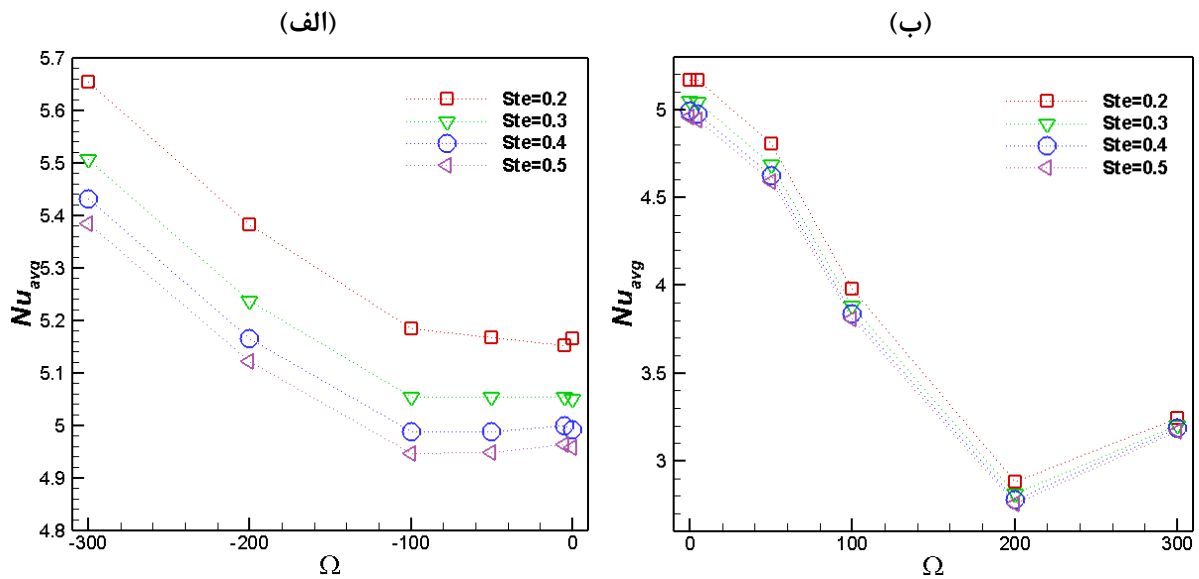 (الف)
5.7
5.6
5.5
5.4
5.3
5.2
5.1
5
4.9
4.8
Nu_avg
-300
-200
-100
0
Ω
Ste=0.2
Ste=0.3
Ste=0.4
Ste=0.5
(ب)
5
4.5
4
3.5
3
Nu_avg
0
100
200
300
Ω
Ste=0.2
Ste=0.3
Ste=0.4
Ste=0.5